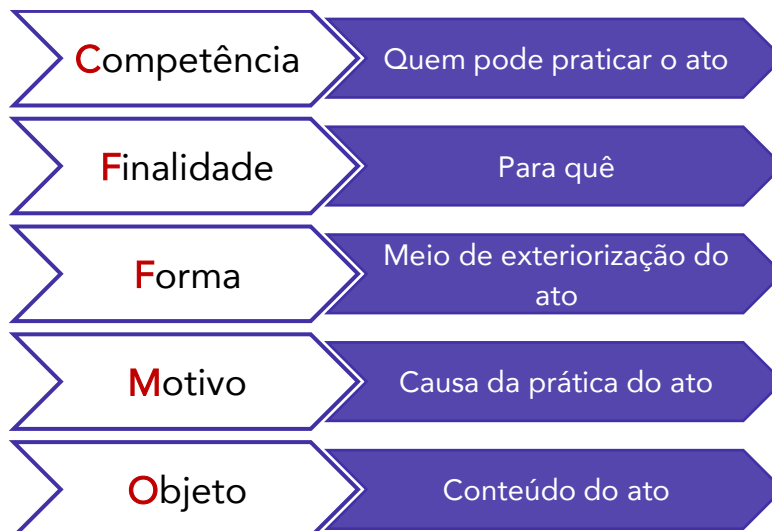 Competência
Quem pode praticar o ato
Finalidade
Para quê
Forma
Meio de exteriorização do
ato
Motivo
Causa da prática do ato
Objeto
Conteúdo do ato